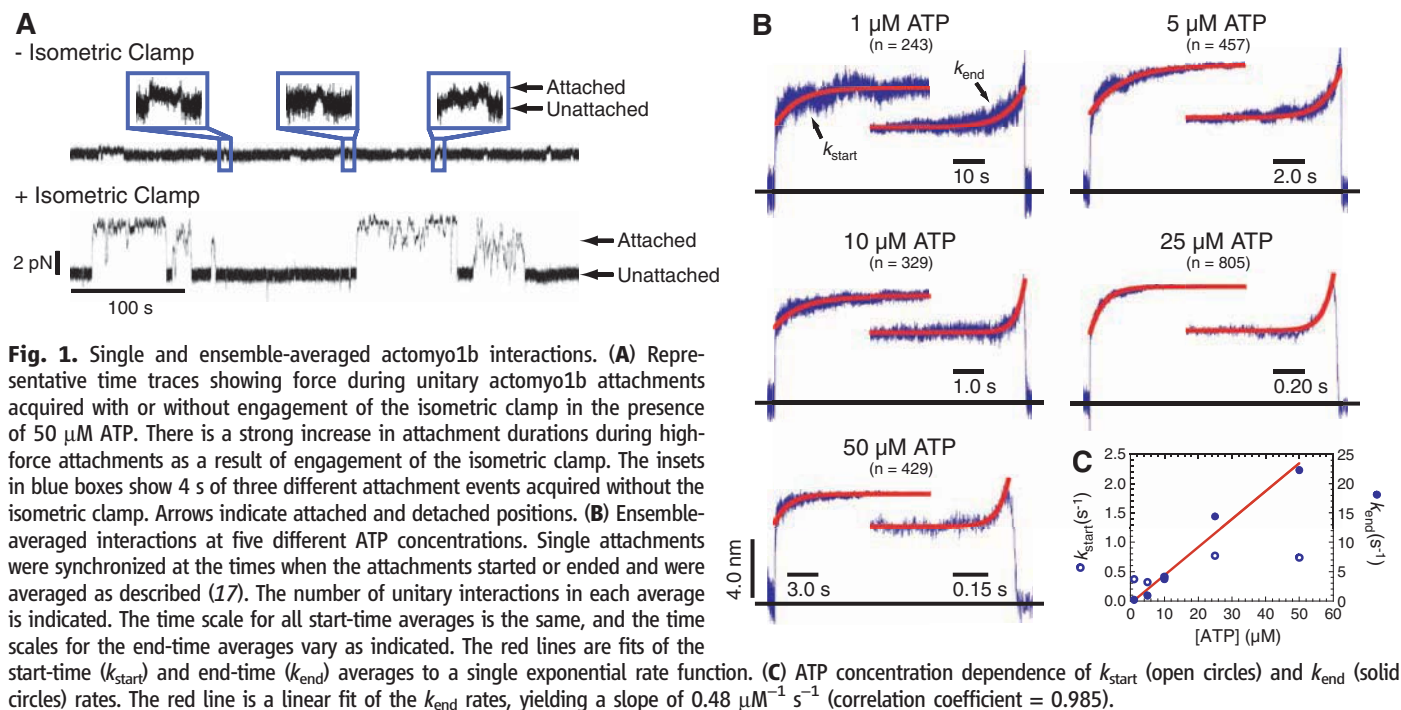 A
- Isometric Clamp
Attached
Unattached
+ Isometric Clamp
Attached
2 pN
Unattached
100 s
B
1 μM ATP
(n = 243)
5 μM ATP
(n = 457)
k_end
k_start
10 s
2.0 s
10 μM ATP
(n = 329)
25 μM ATP
(n = 805)
1.0 s
0.20 s
50 μM ATP
(n = 429)
4.0 nm
3.0 s
0.15 s
C
k_start(s⁻¹)
2.5
2.0
1.5
1.0
0.5
0.0
25
20
15
10
5
0
k_end(s⁻¹)
0 10 20 30 40 50 60
[ATP] (μM)
Fig. 1. Single and ensemble-averaged actomyo1b interactions. (A) Repre-
sentative time traces showing force during unitary actomyo1b attachments
acquired with or without engagement of the isometric clamp in the presence
of 50 μM ATP. There is a strong increase in attachment durations during high-
force attachments as a result of engagement of the isometric clamp. The insets
in blue boxes show 4 s of three different attachment events acquired without the
isometric clamp. Arrows indicate attached and detached positions. (B) Ensemble-
averaged interactions at five different ATP concentrations. Single attachments
were synchronized at the times when the attachments started or ended and were
averaged as described (17). The number of unitary interactions in each average
is indicated. The time scale for all start-time averages is the same, and the time
scales for the end-time averages vary as indicated. The red lines are fits of the
start-time (k_start) and end-time (k_end) averages to a single exponential rate function. (C) ATP concentration dependence of k_start (open circles) and k_end (solid
circles) rates. The red line is a linear fit of the k_end rates, yielding a slope of 0.48 μM⁻¹ s⁻¹ (correlation coefficient = 0.985).